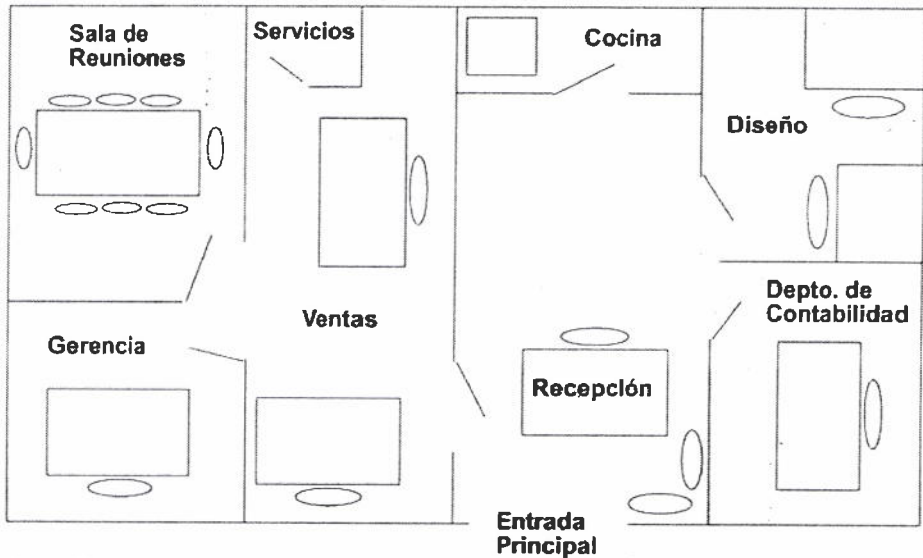 Sala de
Reuniones
Servicios
Cocina
Diseño
Ventas
Gerencia
Depto. de
Contabilidad
Recepción
Entrada
Principal